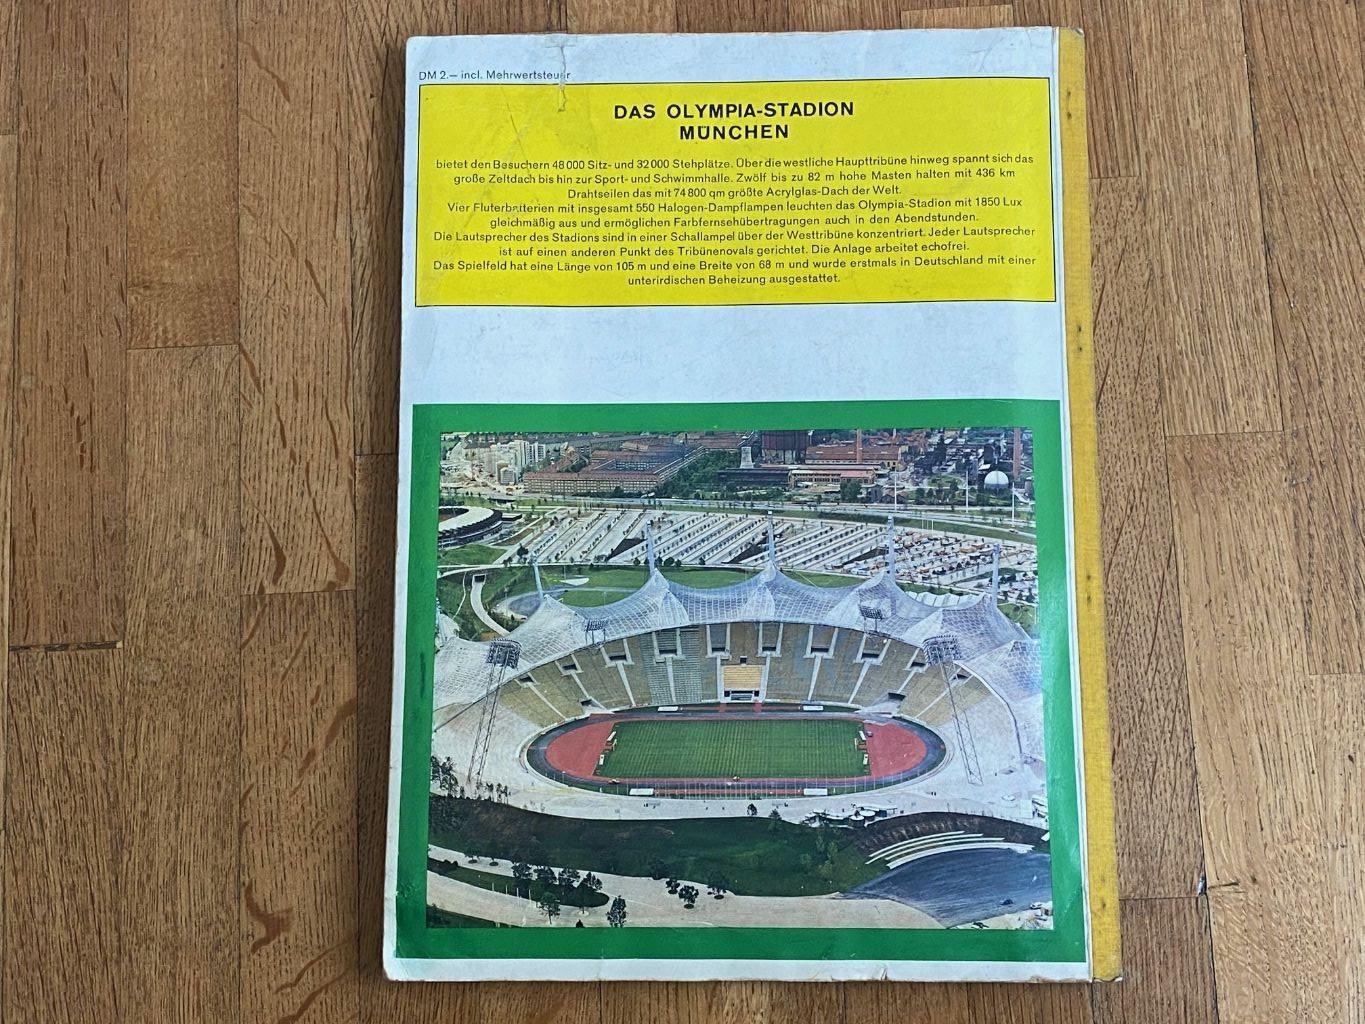 DM 2.— incl. Mehrwertsteuer
DAS OLYMPIA-STADION
MÜNCHEN
bietet den Besuchern 48 000 Sitz- und 32 000 Stehplätze. Über die westliche Haupttribüne hinweg spannt sich das
große Zeltdach bis hin zur Sport- und Schwimmhalle. Zwölf bis zu 82 m hohe Masten halten mit 436 km
Drahtseilen das mit 74 800 qm größte Acrylglas-Dach der Welt.
Vier Fluterbatterien mit insgesamt 550 Halogen-Dampflampen leuchten das Olympia-Stadion mit 1850 Lux
gleichmäßig aus und ermöglichen Farbfernsehübertragungen auch in den Abendstunden.
Die Lautsprecher des Stadions sind in einer Schallampel über der Westtribüne konzentriert. Jeder Lautsprecher
ist auf einen anderen Punkt des Tribünenovals gerichtet. Die Anlage arbeitet echofrei.
Das Spielfeld hat eine Länge von 105 m und eine Breite von 68 m und wurde erstmals in Deutschland mit einer
unterirdischen Beheizung ausgestattet.